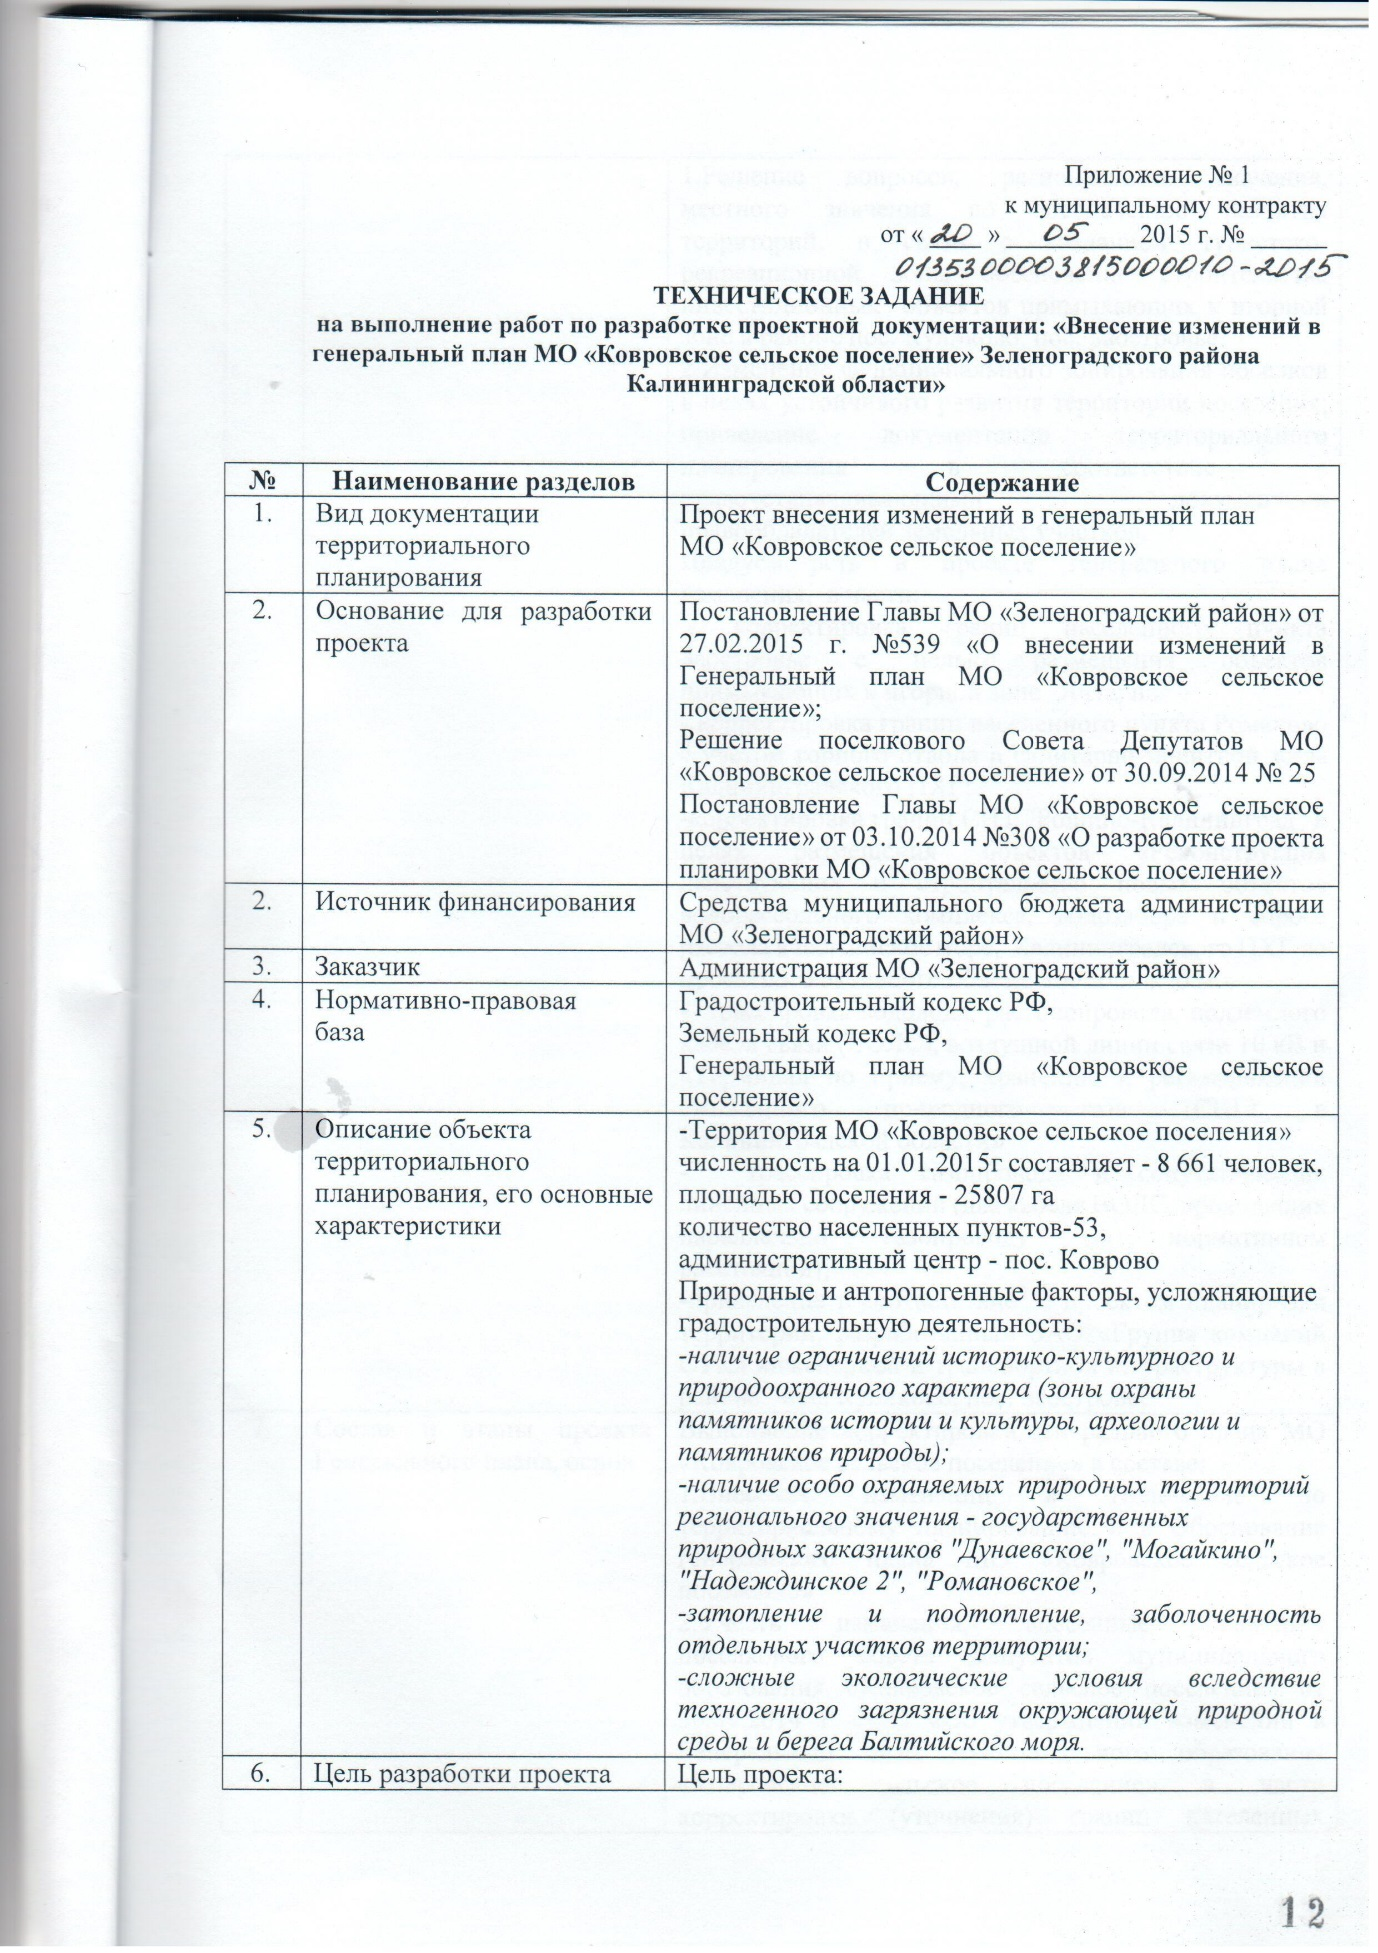 Приложение № 1
к муниципальному контракту
от « 20 » 05 2015 г. № ______
0135300003815000010-2015
ТЕХНИЧЕСКОЕ ЗАДАНИЕ
на выполнение работ по разработке проектной документации: «Внесение изменений в
генеральный план МО «Ковровское сельское поселение» Зеленоградского района
Калининградской области»
№ Наименование разделов Содержание
1. Вид документации Проект внесения изменений в генеральный план
территориального МО «Ковровское сельское поселение»
планирования
2. Основание для разработки Постановление Главы МО «Зеленоградский район» от
проекта 27.02.2015 г. №539 «О внесении изменений в
Генеральный план МО «Ковровское сельское
поселение»;
Решение поселкового Совета Депутатов МО
«Ковровское сельское поселение» от 30.09.2014 № 25
Постановление Главы МО «Ковровское сельское
поселение» от 03.10.2014 №308 «О разработке проекта
планировки МО «Ковровское сельское поселение»
2. Источник финансирования Средства муниципального бюджета администрации
МО «Зеленоградский район»
3. Заказчик Администрация МО «Зеленоградский район»
4. Нормативно-правовая Градостроительный кодекс РФ,
база Земельный кодекс РФ,
Генеральный план МО «Ковровское сельское
поселение»
5. Описание объекта -Территория МО «Ковровское сельское поселения»
территориального численность на 01.01.2015г составляет - 8 661 человек,
планирования, его основные площадью поселения - 25807 га
характеристики количество населенных пунктов-53,
административный центр - пос. Коврово
Природные и антропогенные факторы, усложняющие
градостроительную деятельность:
-наличие ограничений историко-культурного и
природоохранного характера (зоны охраны
памятников истории и культуры, археологии и
памятников природы);
-наличие особо охраняемых природных территорий
регионального значения - государственных
природных заказников "Дунаевское", "Могайкино",
"Надеждинское 2", "Романовское",
-затопление и подтопление, заболоченность
отдельных участков территории;
-сложные экологические условия вследствие
техногенного загрязнения окружающей природной
среды и берега Балтийского моря.
6. Цель разработки проекта Цель проекта:
12